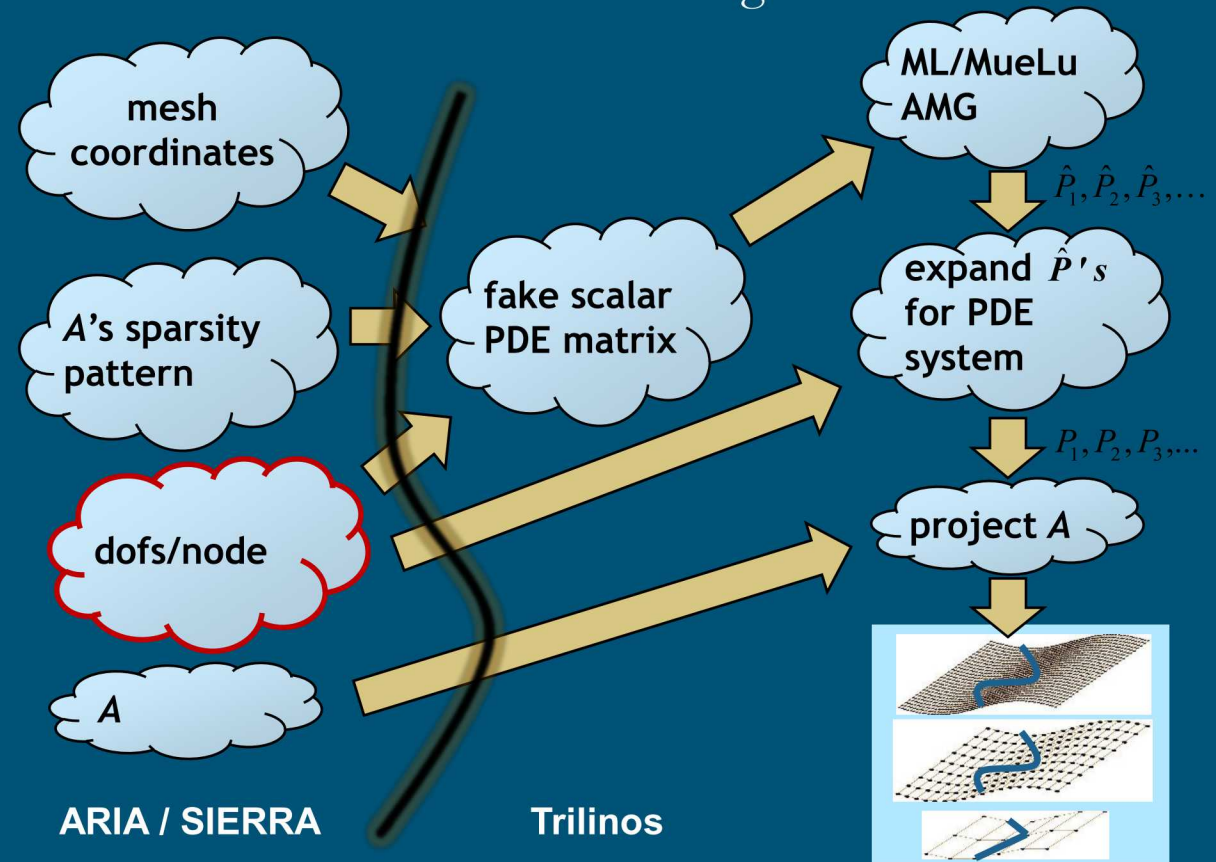 mesh
coordinates
A's sparsity
pattern
dofs/node
A
ARIA / SIERRA
fake scalar
PDE matrix
Trilinos
ML/MueLu
AMG
P̂₁, P̂₂, P̂₃,…
expand P̂'s
for PDE
system
P₁, P₂, P₃,...
project A